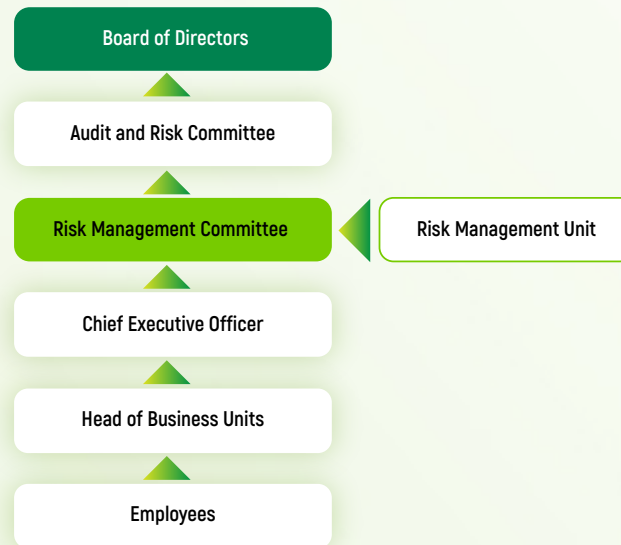 Board of Directors
Audit and Risk Committee
Risk Management Committee
Risk Management Unit
Chief Executive Officer
Head of Business Units
Employees